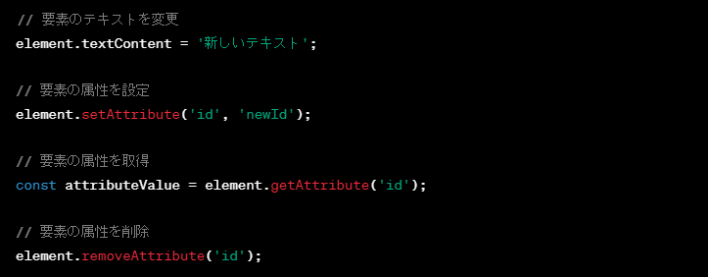 // 要素のテキストを変更
element.textContent = '新しいテキスト';
// 要素の属性を設定
element.setAttribute('id', 'newId');
// 要素の属性を取得
const attributeValue = element.getAttribute('id');
// 要素の属性を削除
element.removeAttribute('id');